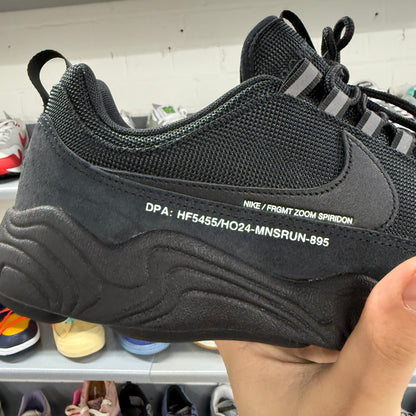 NIKE / FRGMT ZOOM SPIRIDON
DPA: HF5455/HO24-MNSRUN-895